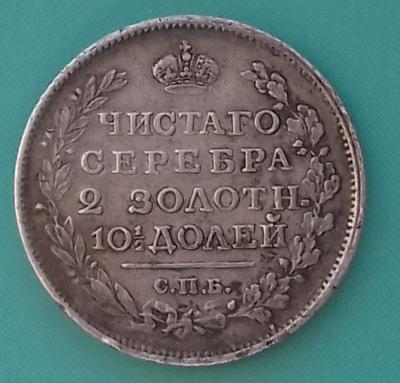 ЧИСТАГО
СЕРЕБРА
2 ЗОЛОТН.
10½ ДОЛЕЙ
С.П.Б.